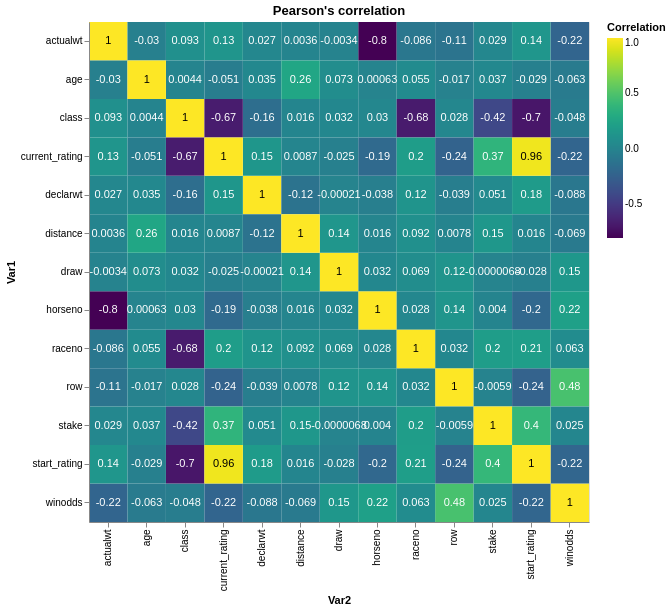 Pearson's correlation
Correlation
actualwt 1 -0.03 0.093 0.13 0.027 0.0036 -0.0034 -0.8 -0.086 -0.11 0.029 0.14 -0.22
1.0
age -0.03 1 0.0044 -0.051 0.035 0.26 0.073 0.00063 0.055 -0.017 0.037 -0.029 -0.063
0.5
class 0.093 0.0044 1 -0.67 -0.16 0.016 0.032 0.03 -0.68 0.028 -0.42 -0.7 -0.048
0.0
current_rating 0.13 -0.051 -0.67 1 0.15 0.0087 -0.025 -0.19 0.2 -0.24 0.37 0.96 -0.22
declarwt 0.027 0.035 -0.16 0.15 1 -0.12 -0.00021 -0.038 0.12 -0.039 0.051 0.18 -0.088
-0.5
distance 0.0036 0.26 0.016 0.0087 -0.12 1 0.14 0.016 0.092 0.0078 0.15 0.016 -0.069
Var1
draw -0.0034 0.073 0.032 -0.025 -0.00021 0.14 1 0.032 0.069 0.12 -0.0000068 -0.028 0.15
horseno -0.8 0.00063 0.03 -0.19 -0.038 0.016 0.032 1 0.028 0.14 0.004 -0.2 0.22
raceno -0.086 0.055 -0.68 0.2 0.12 0.092 0.069 0.028 1 0.032 0.2 0.21 0.063
row -0.11 -0.017 0.028 -0.24 -0.039 0.0078 0.12 0.14 0.032 1 -0.0059 -0.24 0.48
stake 0.029 0.037 -0.42 0.37 0.051 0.15 -0.0000068 0.004 0.2 -0.0059 1 0.4 0.025
start_rating 0.14 -0.029 -0.7 0.96 0.18 0.016 -0.028 -0.2 0.21 -0.24 0.4 1 -0.22
winodds -0.22 -0.063 -0.048 -0.22 -0.088 -0.069 0.15 0.22 0.063 0.48 0.025 -0.22 1
actualwt age class current_rating declarwt distance draw horseno raceno row stake start_rating winodds
Var2